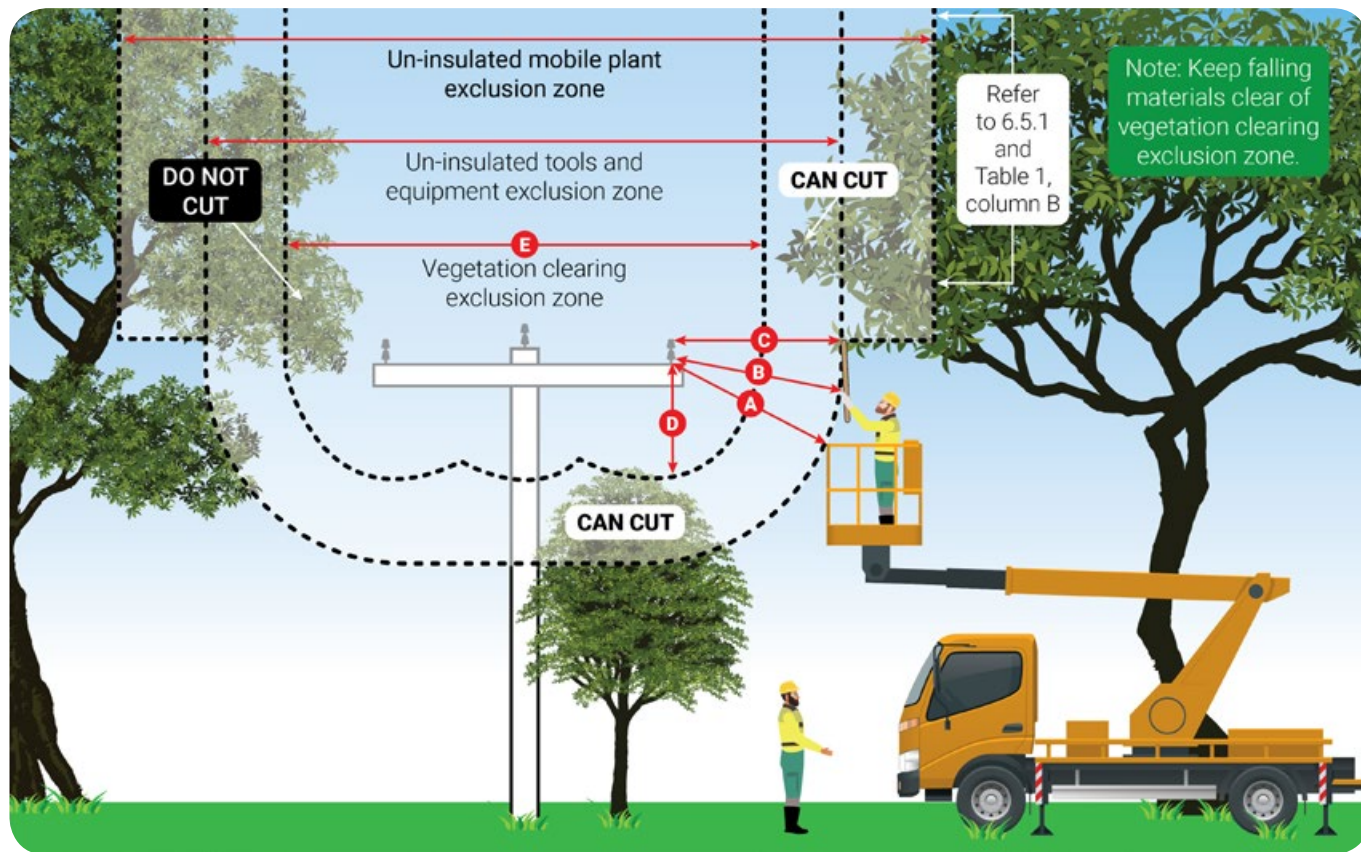 Un-insulated mobile plant
exclusion zone
Note: Keep falling
materials clear of
vegetation clearing
exclusion zone.
Refer
to 6.5.1
and
Table 1,
column B
Un-insulated tools and
equipment exclusion zone
DO NOT
CUT
CAN CUT
E
Vegetation clearing
exclusion zone
C
B
A
D
CAN CUT